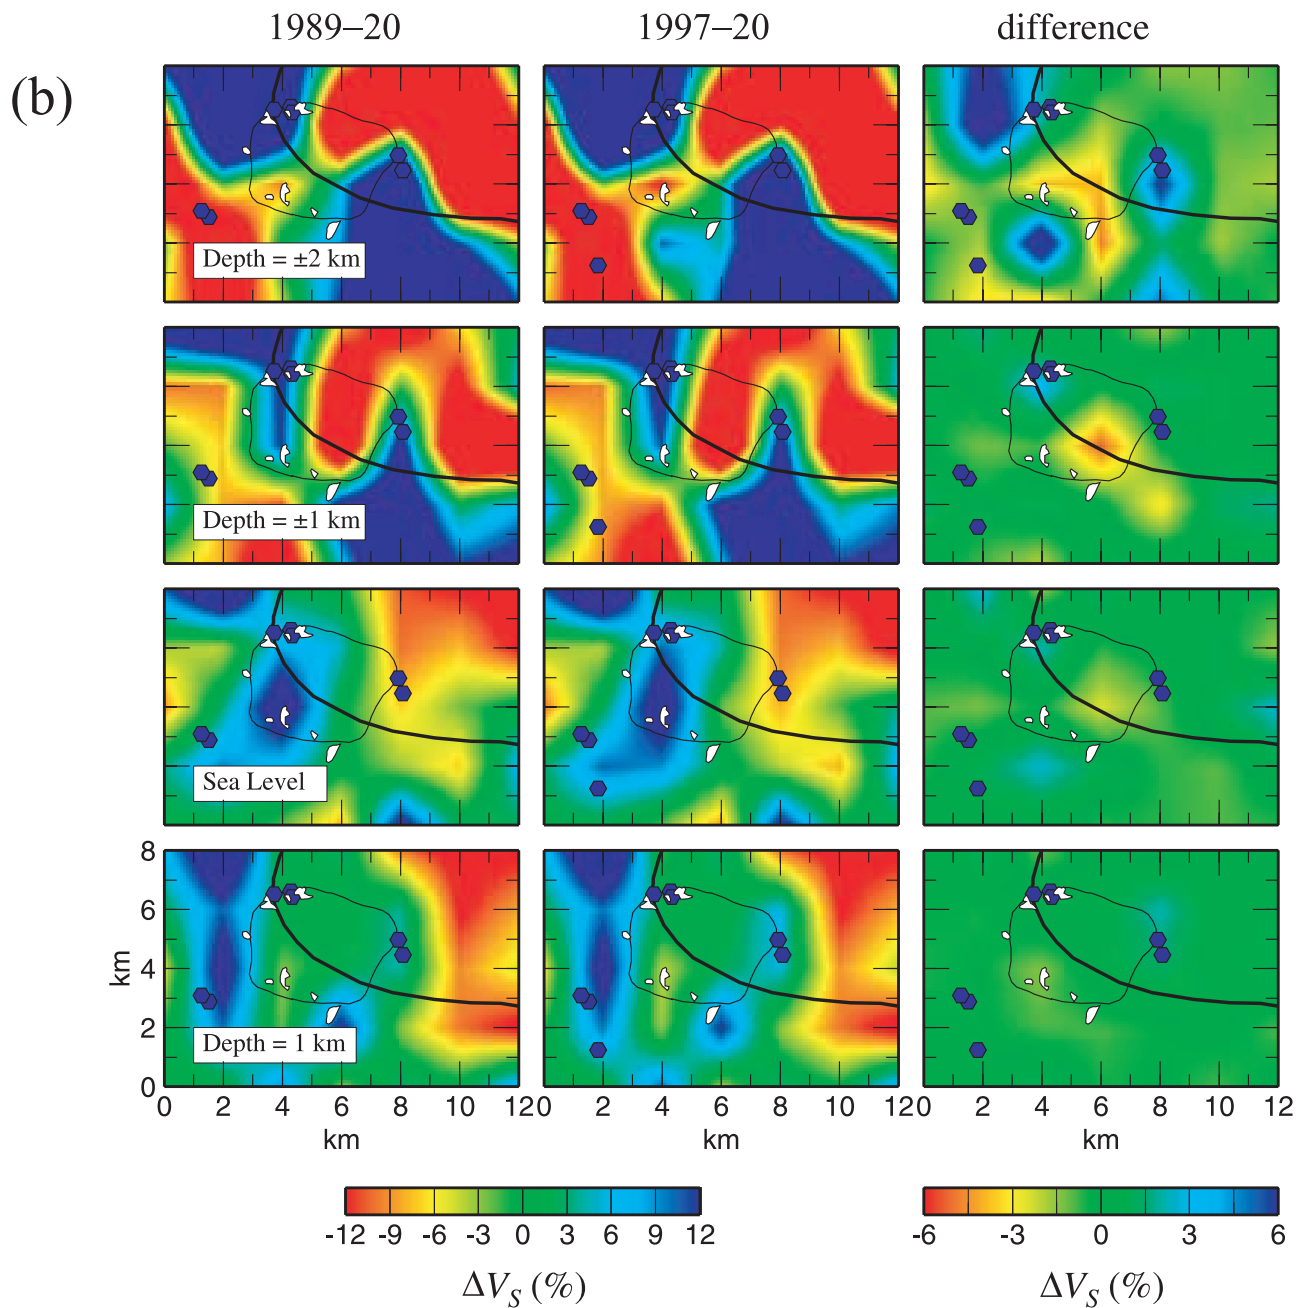 1989–20 1997–20 difference
(b)
Depth = ±2 km
Depth = ±1 km
Sea Level
8
6
km
4
2
Depth = 1 km
0
0 2 4 6 8 10 12 2 4 6 8 10 12 0 2 4 6 8 10 12
km km km
-12 -9 -6 -3 0 3 6 9 12 -6 -3 0 3 6
ΔVS (%) ΔVS (%)